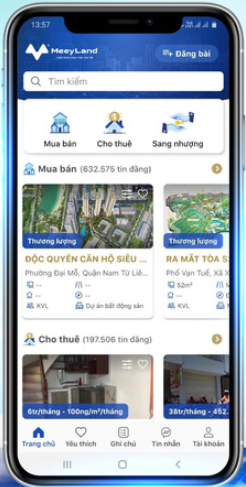 13:57
MeeyLand
Đăng bài
Tìm kiếm
Mua bán
Cho thuê
Sang nhượng
Mua bán (632.575 tin đăng)
Thương lượng
Thương lượng
ĐỘC QUYỀN CĂN HỘ SIÊU ...
RA MẮT TÒA S
Phường Đại Mỗ, Quận Nam Từ Liê...
Phố Vạn Tuế, Xã X
--
--
52m²
--
--
--
KVL
Dự án bất động sản
KVL
Cho thuê (197.506 tin đăng)
6tr/tháng - 100ng/m²/tháng
38tr/tháng - 452.
Trang chủ
Yêu thích
Ghi chú
Tin nhắn
Tài khoản